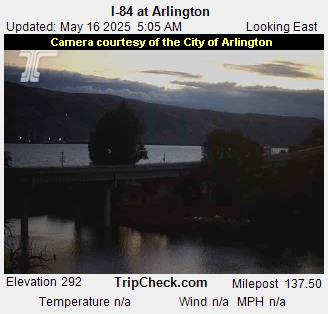 I-84 at Arlington
Updated: May 16 2025 5:05 AM Looking East
Camera courtesy of the City of Arlington
Elevation 292 TripCheck.com Milepost 137.50
Temperature n/a Wind n/a MPH n/a